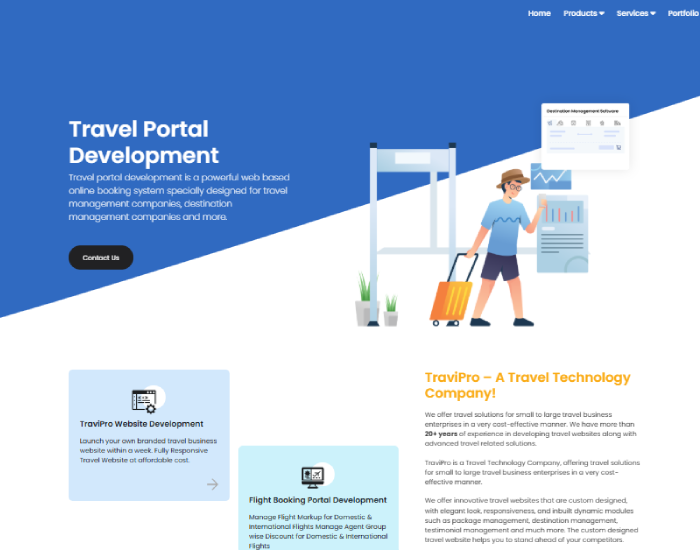 Home Products Services Portfolio
Destination Management Software
Travel Portal
Development
Travel portal development is a powerful web based
online booking system specially designed for travel
management companies, destination
management companies and more.
Contact Us
TraviPro Website Development
Launch your own branded travel business
website within a week. Fully Responsive
Travel Website at affordable cost.
Flight Booking Portal Development
Manage Flight Markup for Domestic &
International Flights Manage Agent Group
wise Discount for Domestic & International
Flights
TraviPro – A Travel Technology
Company!
We offer travel solutions for small to large travel business
enterprises in a very cost-effective manner. We have more than
20+ years of experience in developing travel websites along with
advanced travel related solutions.
TraviPro is a Travel Technology Company, offering travel solutions
for small to large travel business enterprises in a very cost-
effective manner.
We offer innovative travel websites that are custom designed,
with elegant look, responsiveness, and inbuilt dynamic modules
such as package management, destination management,
testimonial management and much more. The custom designed
travel website helps you to stand ahead of your competitors.